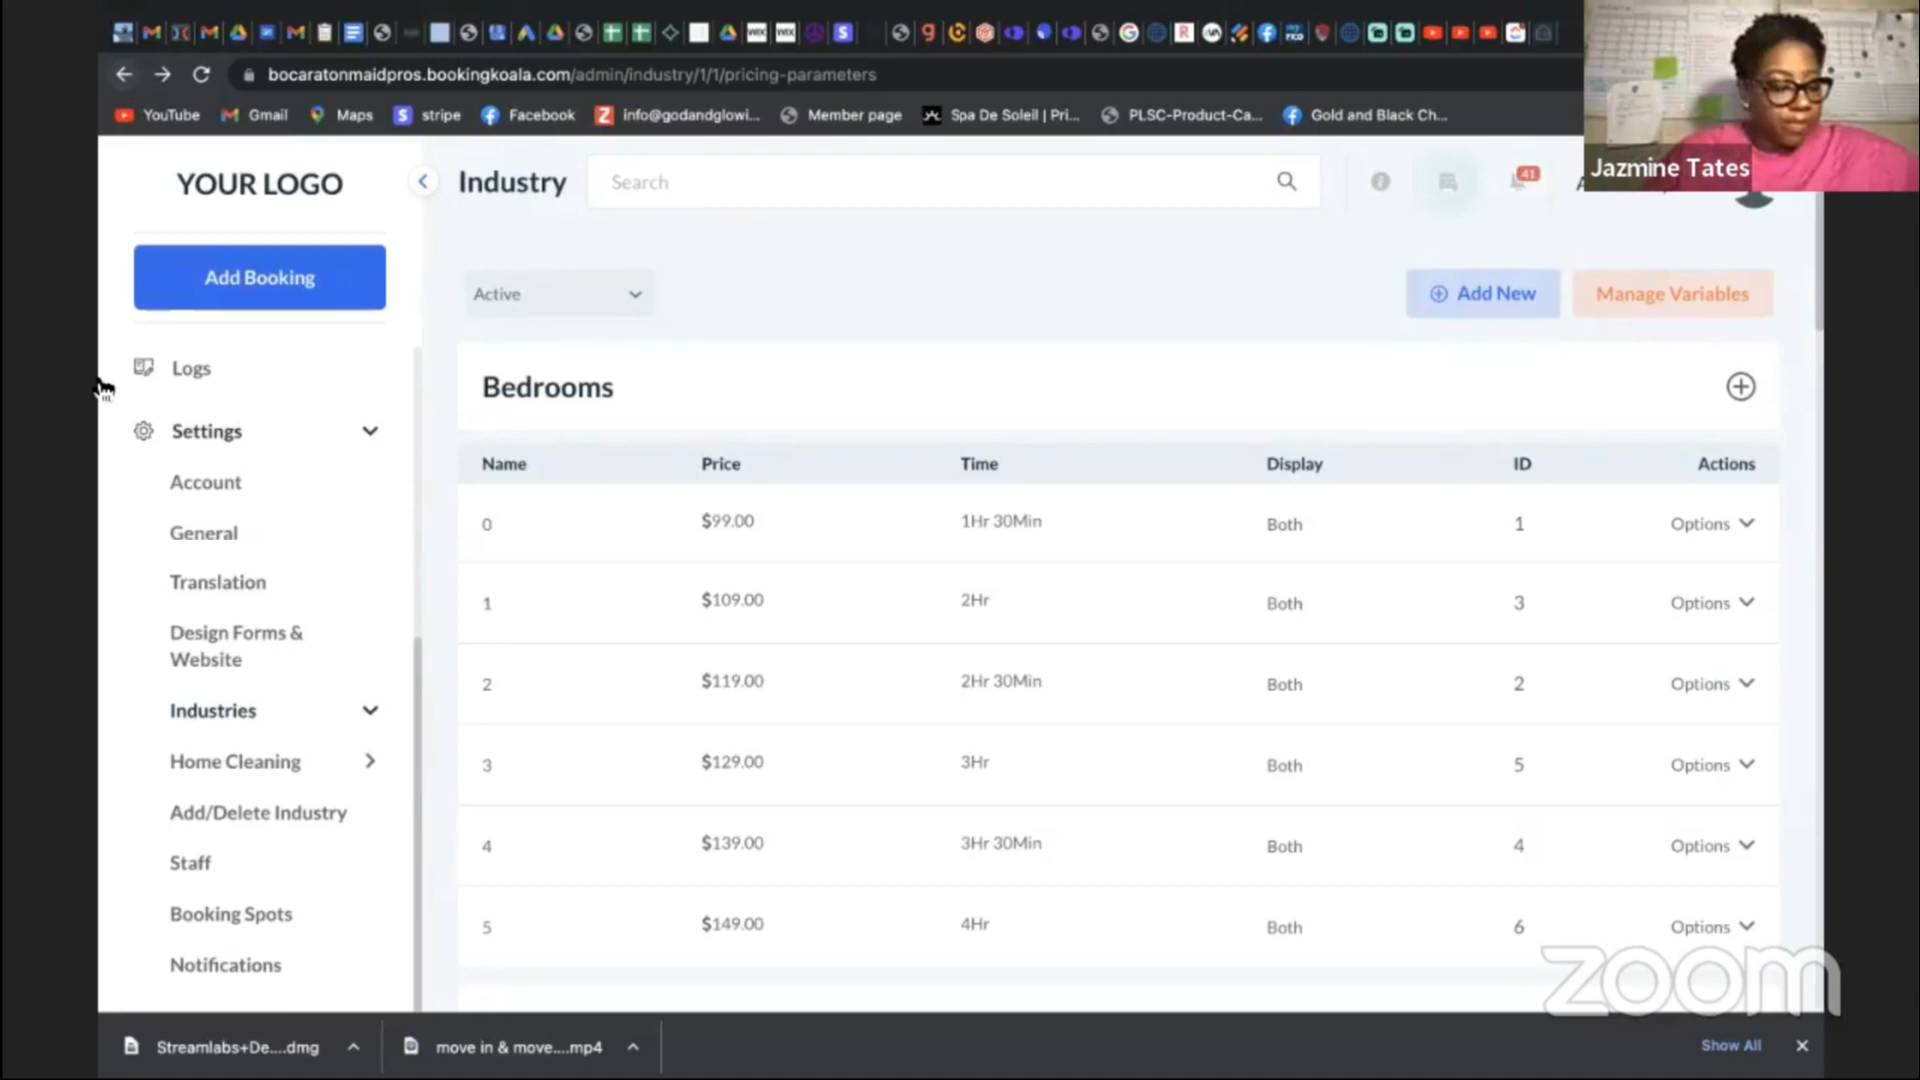 bocaratonmaidpros.bookingkoala.com/admin/industry/1/1/pricing-parameters
YouTube Gmail Maps stripe Facebook info@godandglowi... Member page Spa De Soleil | Pri... PLSC-Product-Ca... Gold and Black Ch...
Jazmine Tates
YOUR LOGO
Industry
Search
41
Add Booking
Active
Add New
Manage Variables
Logs
Settings
Account
General
Translation
Design Forms &
Website
Industries
Home Cleaning
Add/Delete Industry
Staff
Booking Spots
Notifications
Bedrooms
Name Price Time Display ID Actions
0 $99.00 1Hr 30Min Both 1 Options
1 $109.00 2Hr Both 3 Options
2 $119.00 2Hr 30Min Both 2 Options
3 $129.00 3Hr Both 5 Options
4 $139.00 3Hr 30Min Both 4 Options
5 $149.00 4Hr Both 6 Options
zoom
Streamlabs+De....dmg
move in & move....mp4
Show All